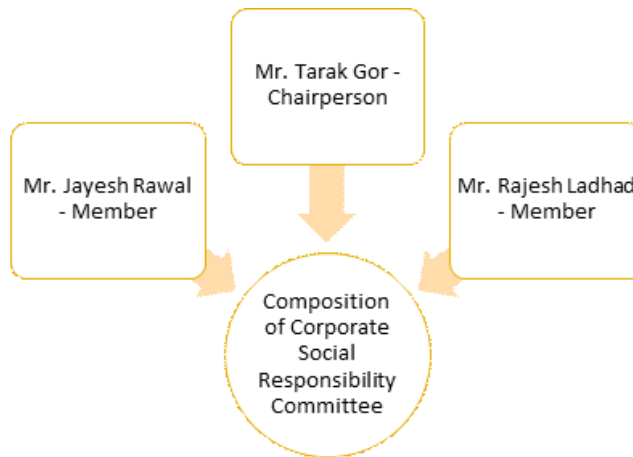 Mr. Tarak Gor -
Chairperson
Mr. Jayesh Rawal
- Member
Mr. Rajesh Ladhad
- Member
Composition
of Corporate
Social
Responsibility
Committee